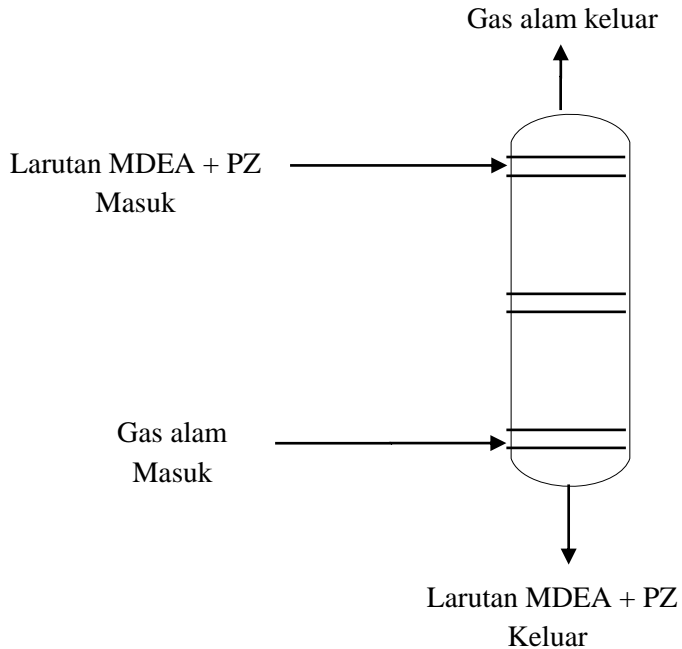 Gas alam keluar
Larutan MDEA + PZ
Masuk
Gas alam
Masuk
Larutan MDEA + PZ
Keluar